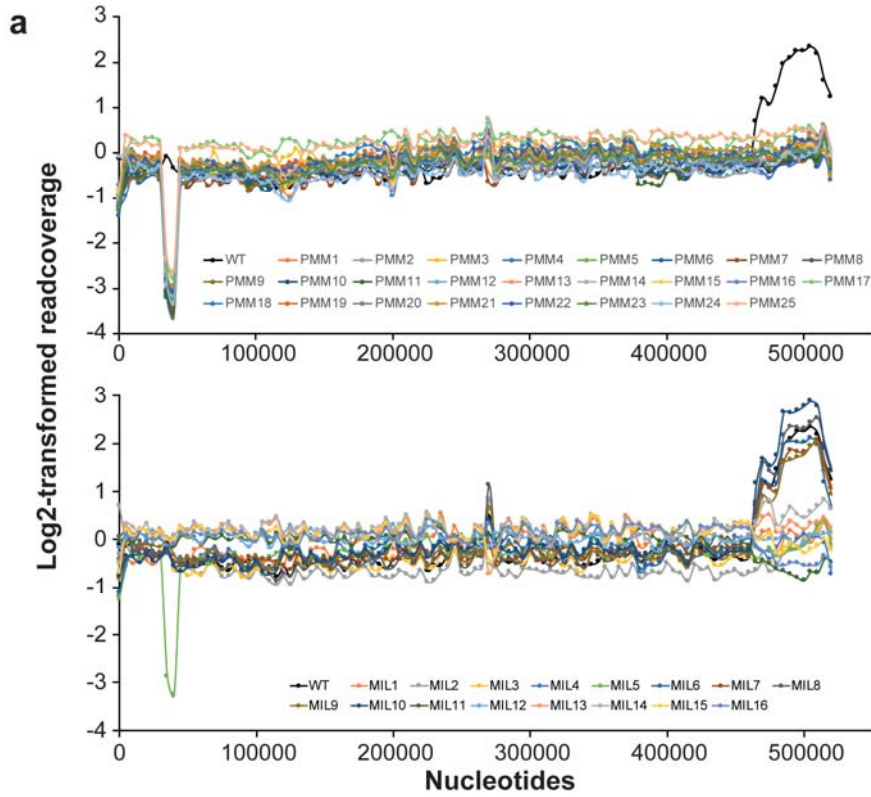 a
Log2-transformed readcoverage
3
2
1
0
-1
-2
-3
-4
WT PMM1 PMM2 PMM3 PMM4 PMM5 PMM6 PMM7 PMM8
PMM9 PMM10 PMM11 PMM12 PMM13 PMM14 PMM15 PMM16 PMM17
PMM18 PMM19 PMM20 PMM21 PMM22 PMM23 PMM24 PMM25
0 100000 200000 300000 400000 500000
3
2
1
0
-1
-2
-3
-4
WT MIL1 MIL2 MIL3 MIL4 MIL5 MIL6 MIL7 MIL8
MIL9 MIL10 MIL11 MIL12 MIL13 MIL14 MIL15 MIL16
0 100000 200000 300000 400000 500000
Nucleotides